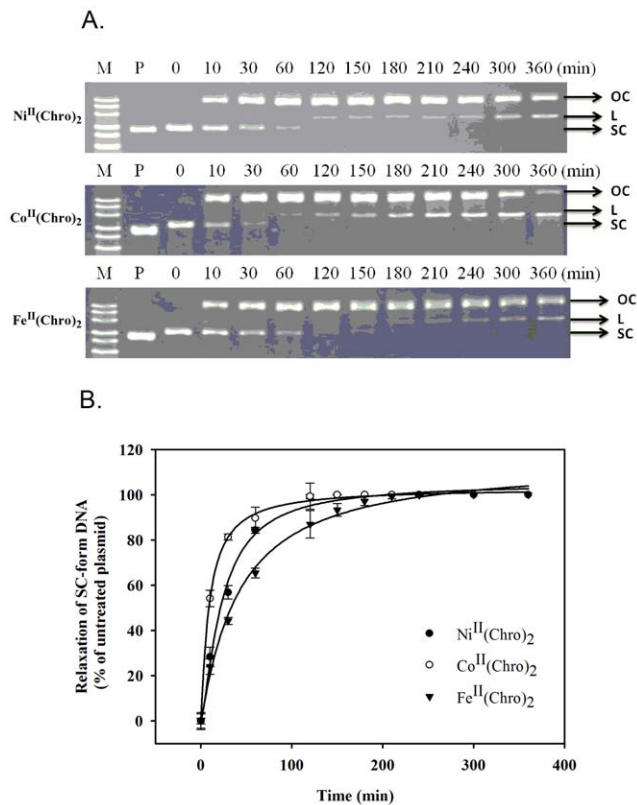 A.
M P 0 10 30 60 120 150 180 210 240 300 360 (min)
Ni^II(Chro)2
OC
L
SC
M P 0 10 30 60 120 150 180 210 240 300 360 (min)
Co^II(Chro)2
OC
L
SC
M P 0 10 30 60 120 150 180 210 240 300 360 (min)
Fe^II(Chro)2
OC
L
SC
B.
Relaxation of SC-form DNA
(% of untreated plasmid)
120
100
80
60
40
20
0
Ni^II(Chro)2
Co^II(Chro)2
Fe^II(Chro)2
0 100 200 300 400
Time (min)